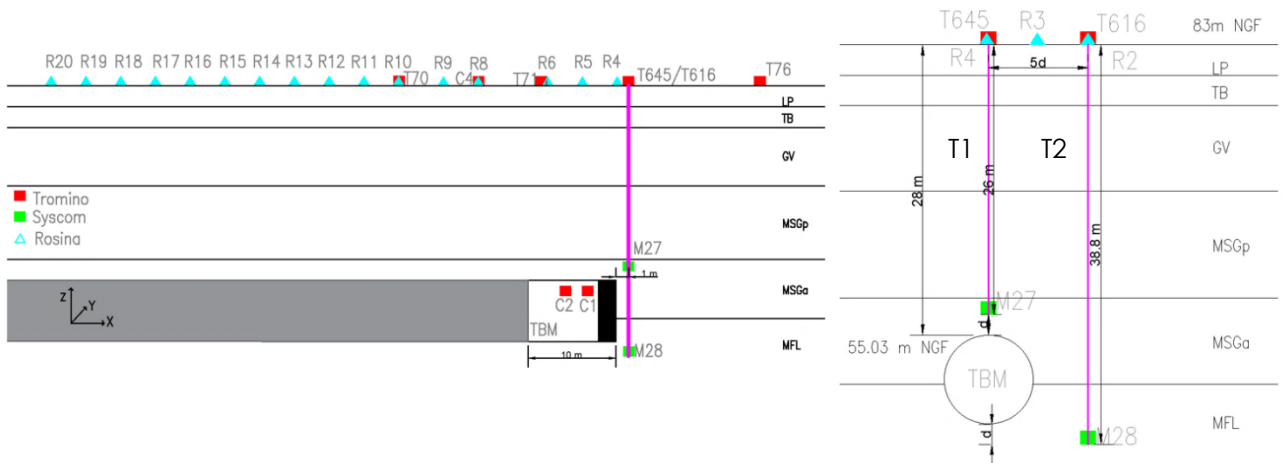 R20 R19 R18 R17 R16 R15 R14 R13 R12 R11 R10 R9 R8 R6 R5 R4
T70 C4 T71 T645/T616 T76
LP
TB
GV
Tromino
Syscom
Rosina
MSGp
M27
1 m
Z Y X
C2 C1
MSGa
TBM
10 m
M28
MFL
T645 R3 T616 83m NGF
R4 R2
5d
LP
TB
T1 T2
GV
28 m
26 m
38.8 m
MSGp
M27
d
55.03 m NGF
MSGa
TBM
MFL
d
M28